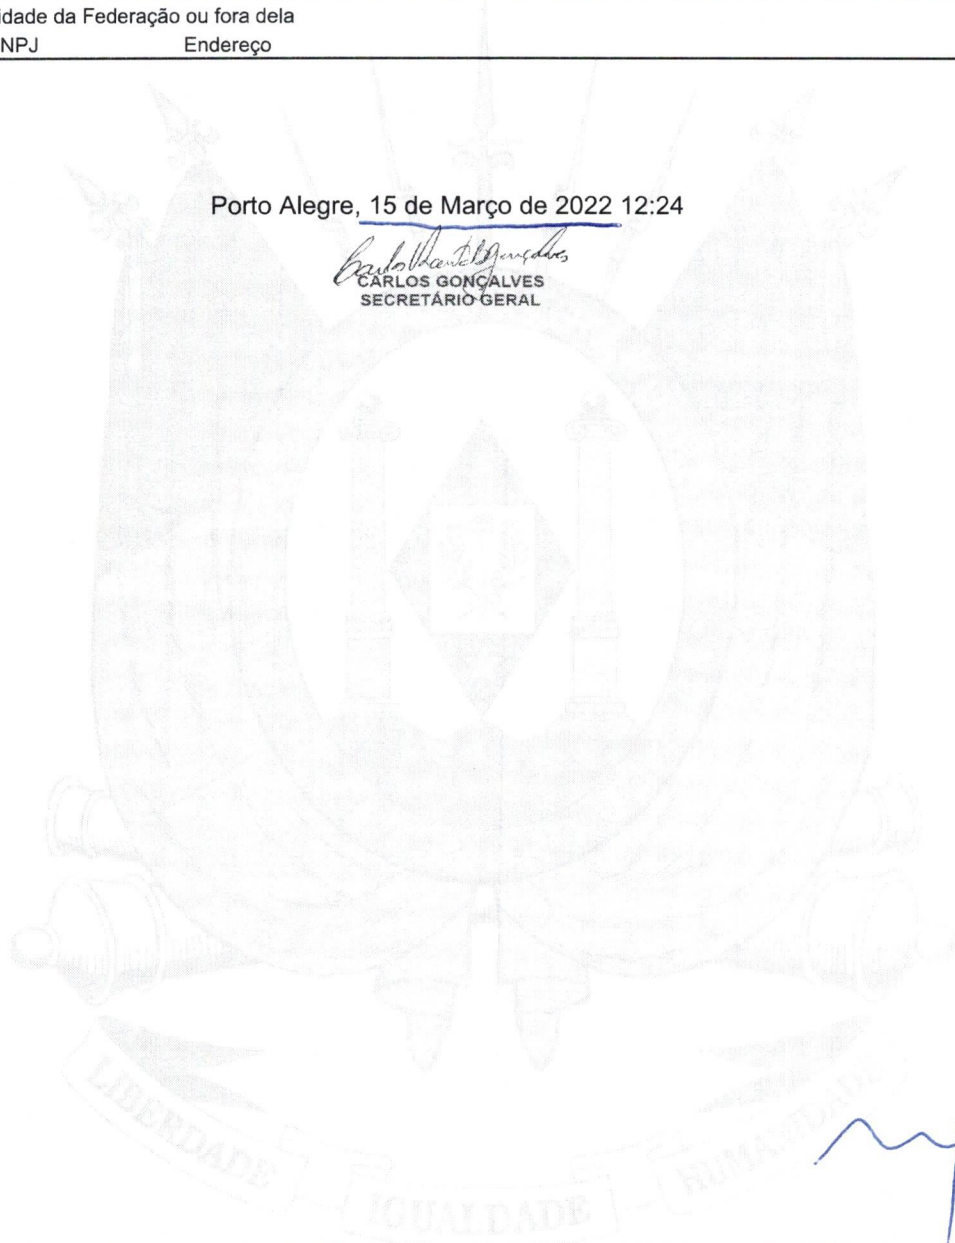 idade da Federação ou fora dela
NPJ Endereço
Porto Alegre, 15 de Março de 2022 12:24
CARLOS GONÇALVES
SECRETÁRIO GERAL
LIBERDADE
IGUALDADE
HUMANIDADE